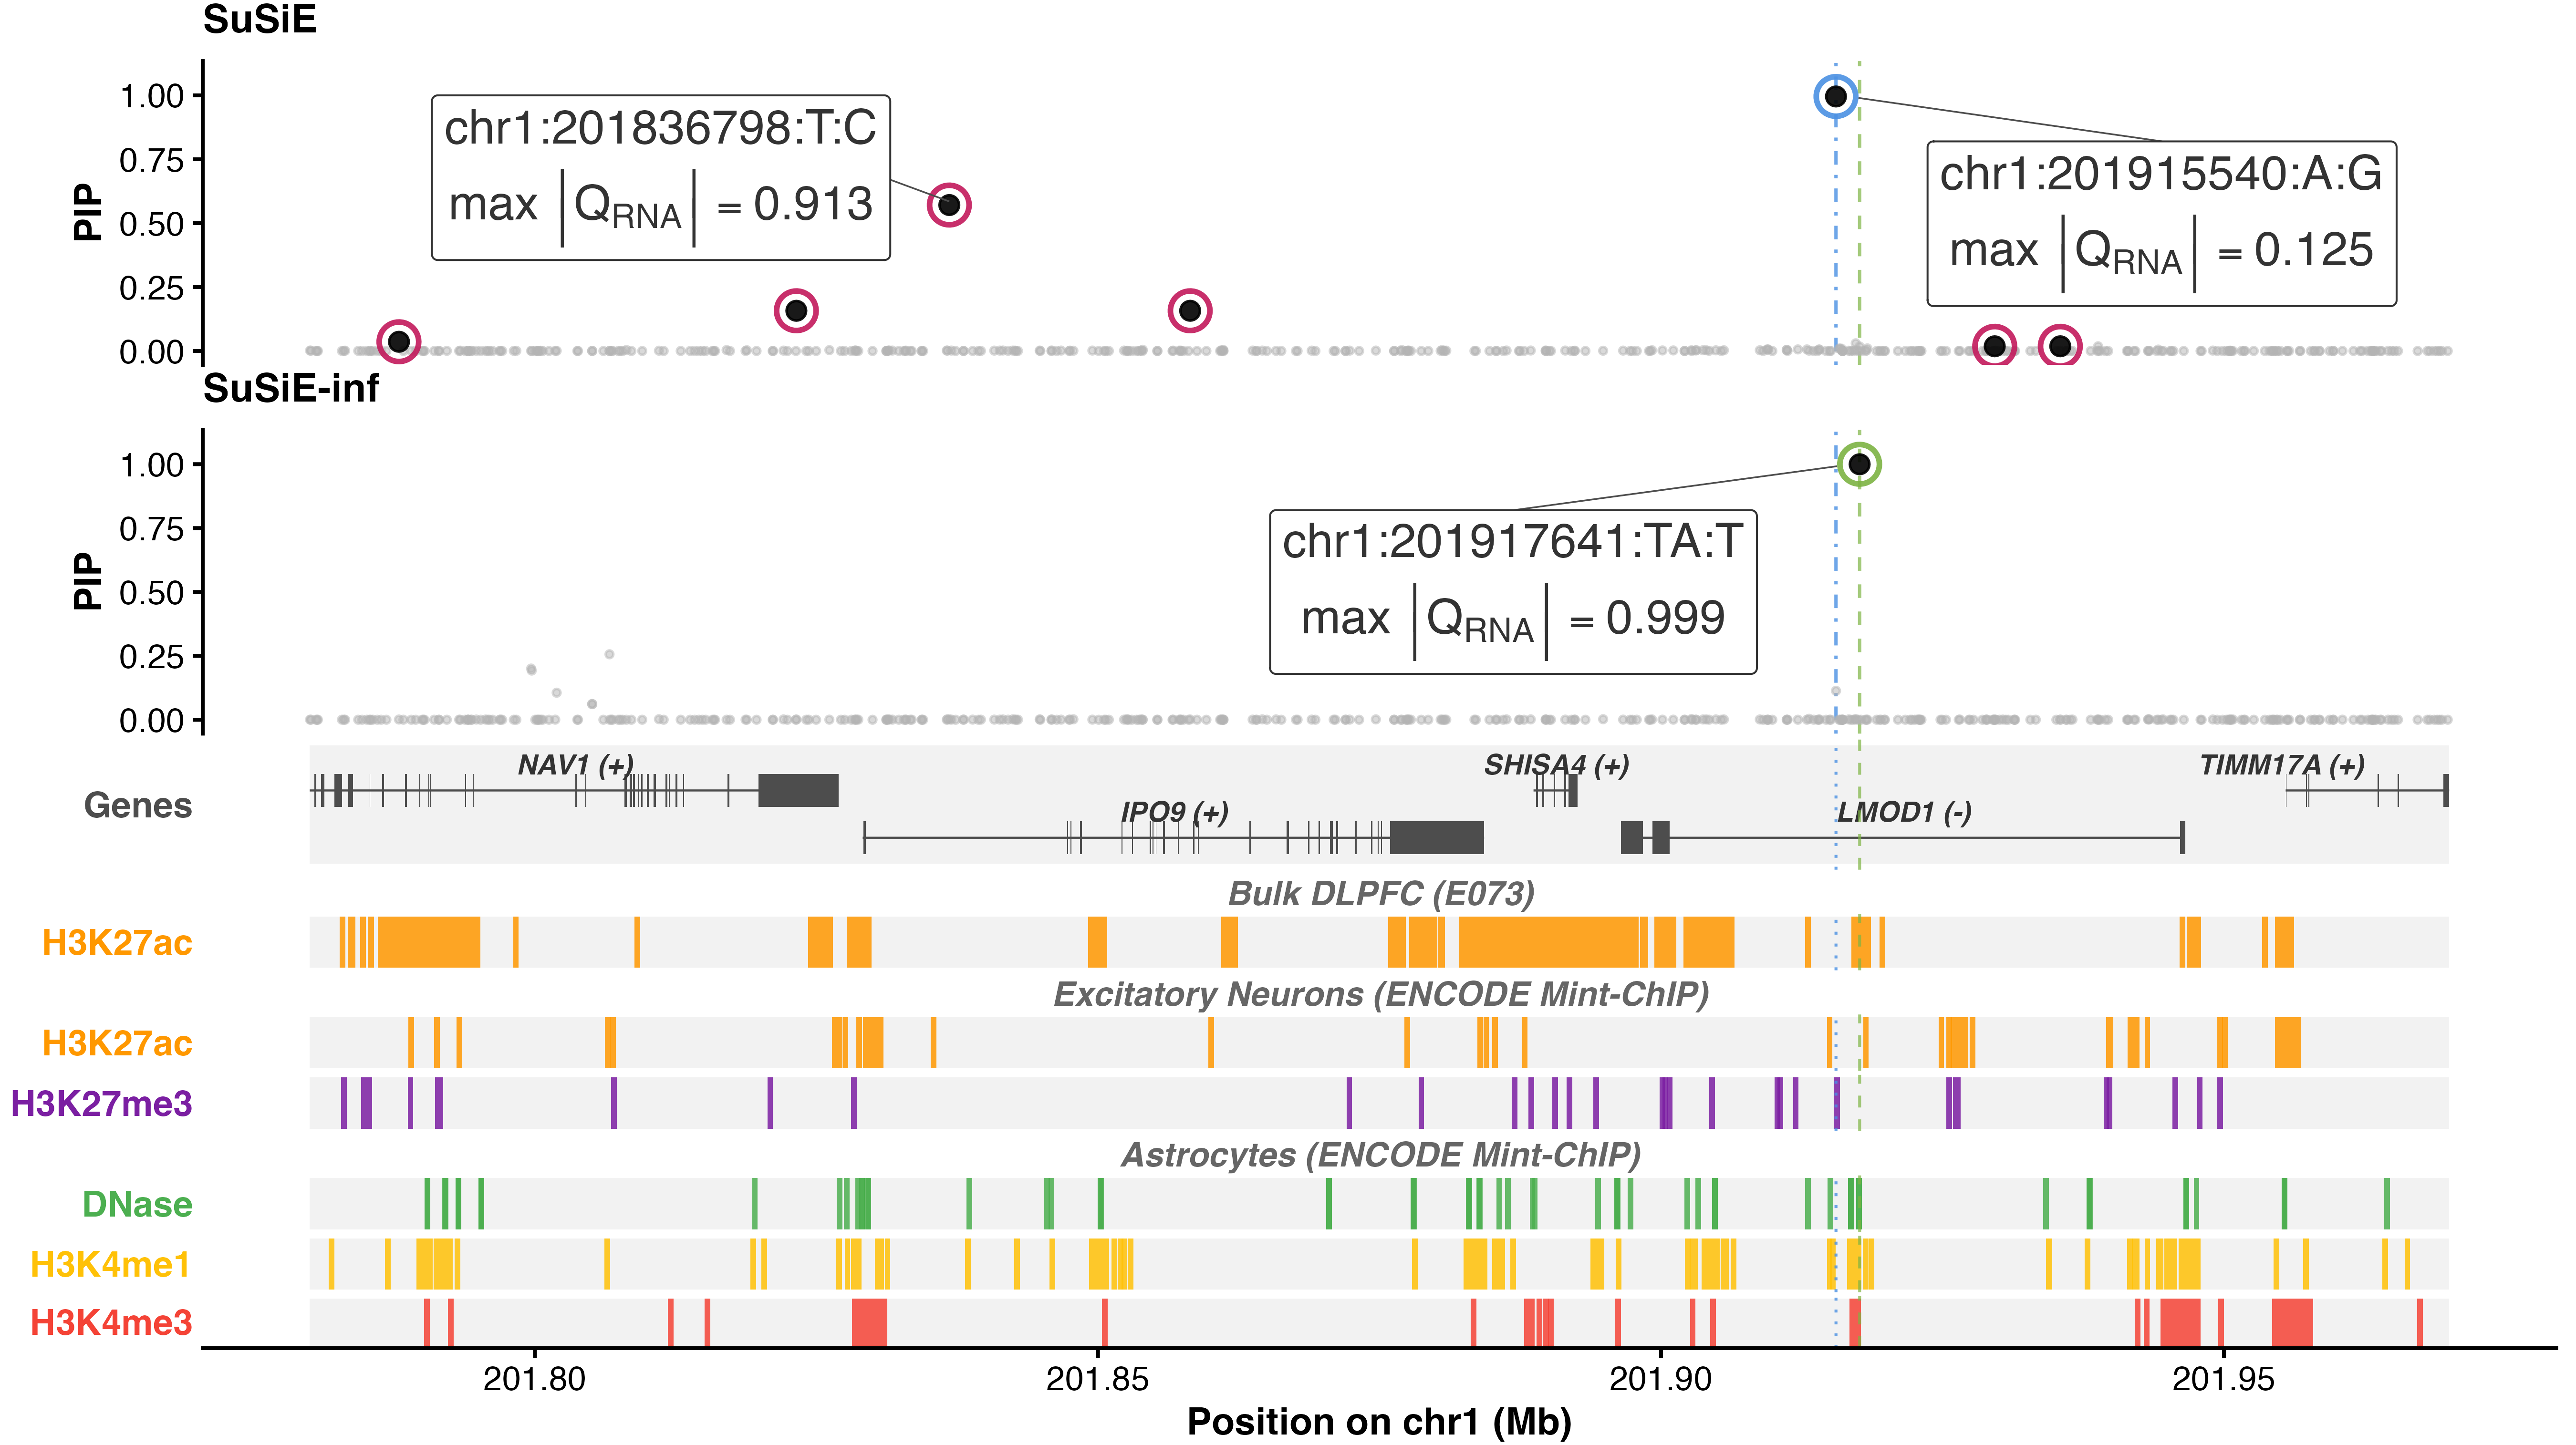 SuSiE
1.00
0.75
0.50
0.25
0.00
PIP
chr1:201836798:T:C
max |QRNA| = 0.913
chr1:201915540:A:G
max |QRNA| = 0.125
SuSiE-inf
1.00
0.75
0.50
0.25
0.00
PIP
chr1:201917641:TA:T
max |QRNA| = 0.999
Genes
NAV1 (+)
IPO9 (+)
SHISA4 (+)
LMOD1 (-)
TIMM17A (+)
Bulk DLPFC (E073)
H3K27ac
Excitatory Neurons (ENCODE Mint-ChIP)
H3K27ac
H3K27me3
Astrocytes (ENCODE Mint-ChIP)
DNase
H3K4me1
H3K4me3
201.80
201.85
201.90
201.95
Position on chr1 (Mb)